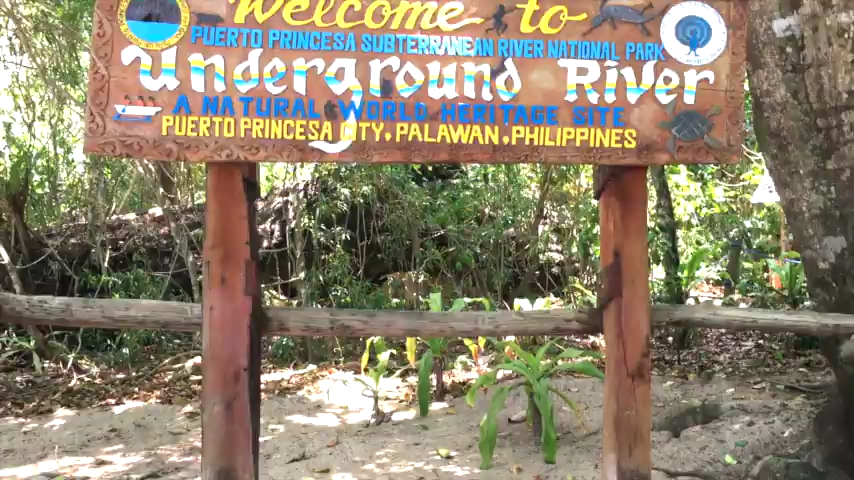 Welcome to
PUERTO PRINCESA SUBTERRANEAN RIVER NATIONAL PARK
Underground River
A NATURAL WORLD HERITAGE SITE
PUERTO PRINCESA CITY, PALAWAN, PHILIPPINES